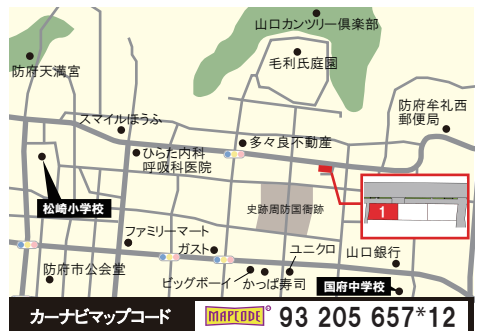 山口カンツリー倶楽部
毛利氏庭園
防府天満宮
防府牟礼西
郵便局
スマイルほうふ
多々良不動産
ひらた内科
呼吸科医院
松崎小学校
史跡周防国衙跡
1
ファミリーマート
ガスト
ユニクロ
山口銀行
防府市公会堂
ビッグボーイ
かっぱ寿司
国府中学校
カーナビマップコード
MAPCODE®
93 205 657*12